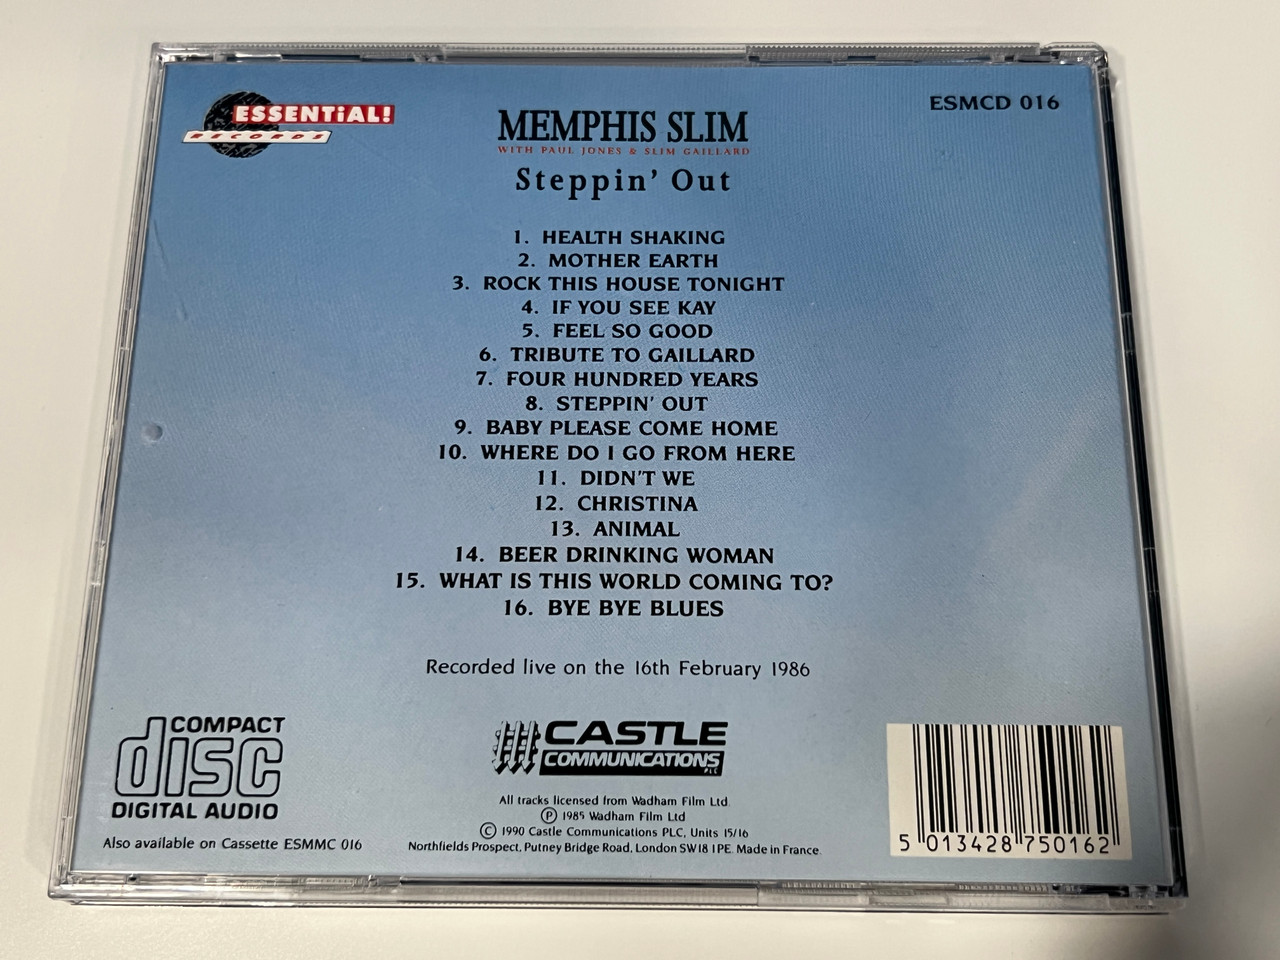 ESSENTiAL!
RECORDS
ESMCD 016
MEMPHIS SLIM
WITH PAUL JONES & SLIM GAILLARD
Steppin' Out
1. HEALTH SHAKING
2. MOTHER EARTH
3. ROCK THIS HOUSE TONIGHT
4. IF YOU SEE KAY
5. FEEL SO GOOD
6. TRIBUTE TO GAILLARD
7. FOUR HUNDRED YEARS
8. STEPPIN' OUT
9. BABY PLEASE COME HOME
10. WHERE DO I GO FROM HERE
11. DIDN'T WE
12. CHRISTINA
13. ANIMAL
14. BEER DRINKING WOMAN
15. WHAT IS THIS WORLD COMING TO?
16. BYE BYE BLUES
Recorded live on the 16th February 1986
COMPACT
disc
DIGITAL AUDIO
Also available on Cassette ESMMC 016
CASTLE
COMMUNICATIONS
PLC
All tracks licensed from Wadham Film Ltd.
Ⓟ 1985 Wadham Film Ltd
© 1990 Castle Communications PLC, Units 15/16
Northfields Prospect, Putney Bridge Road, London SW18 1PE. Made in France.
5 013428 750162